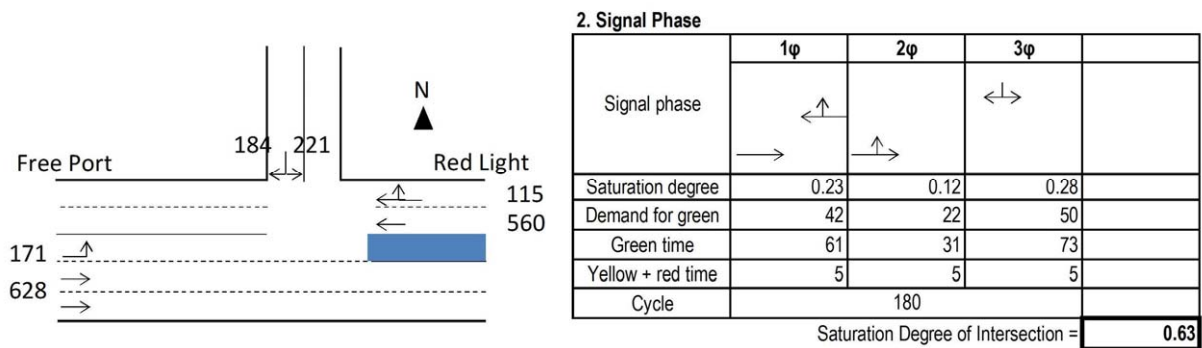 N
184 221
Free Port
Red Light
115
560
171
628
2. Signal Phase
1φ 2φ 3φ
Signal phase
Saturation degree 0.23 0.12 0.28
Demand for green 42 22 50
Green time 61 31 73
Yellow + red time 5 5 5
Cycle 180
Saturation Degree of Intersection = 0.63